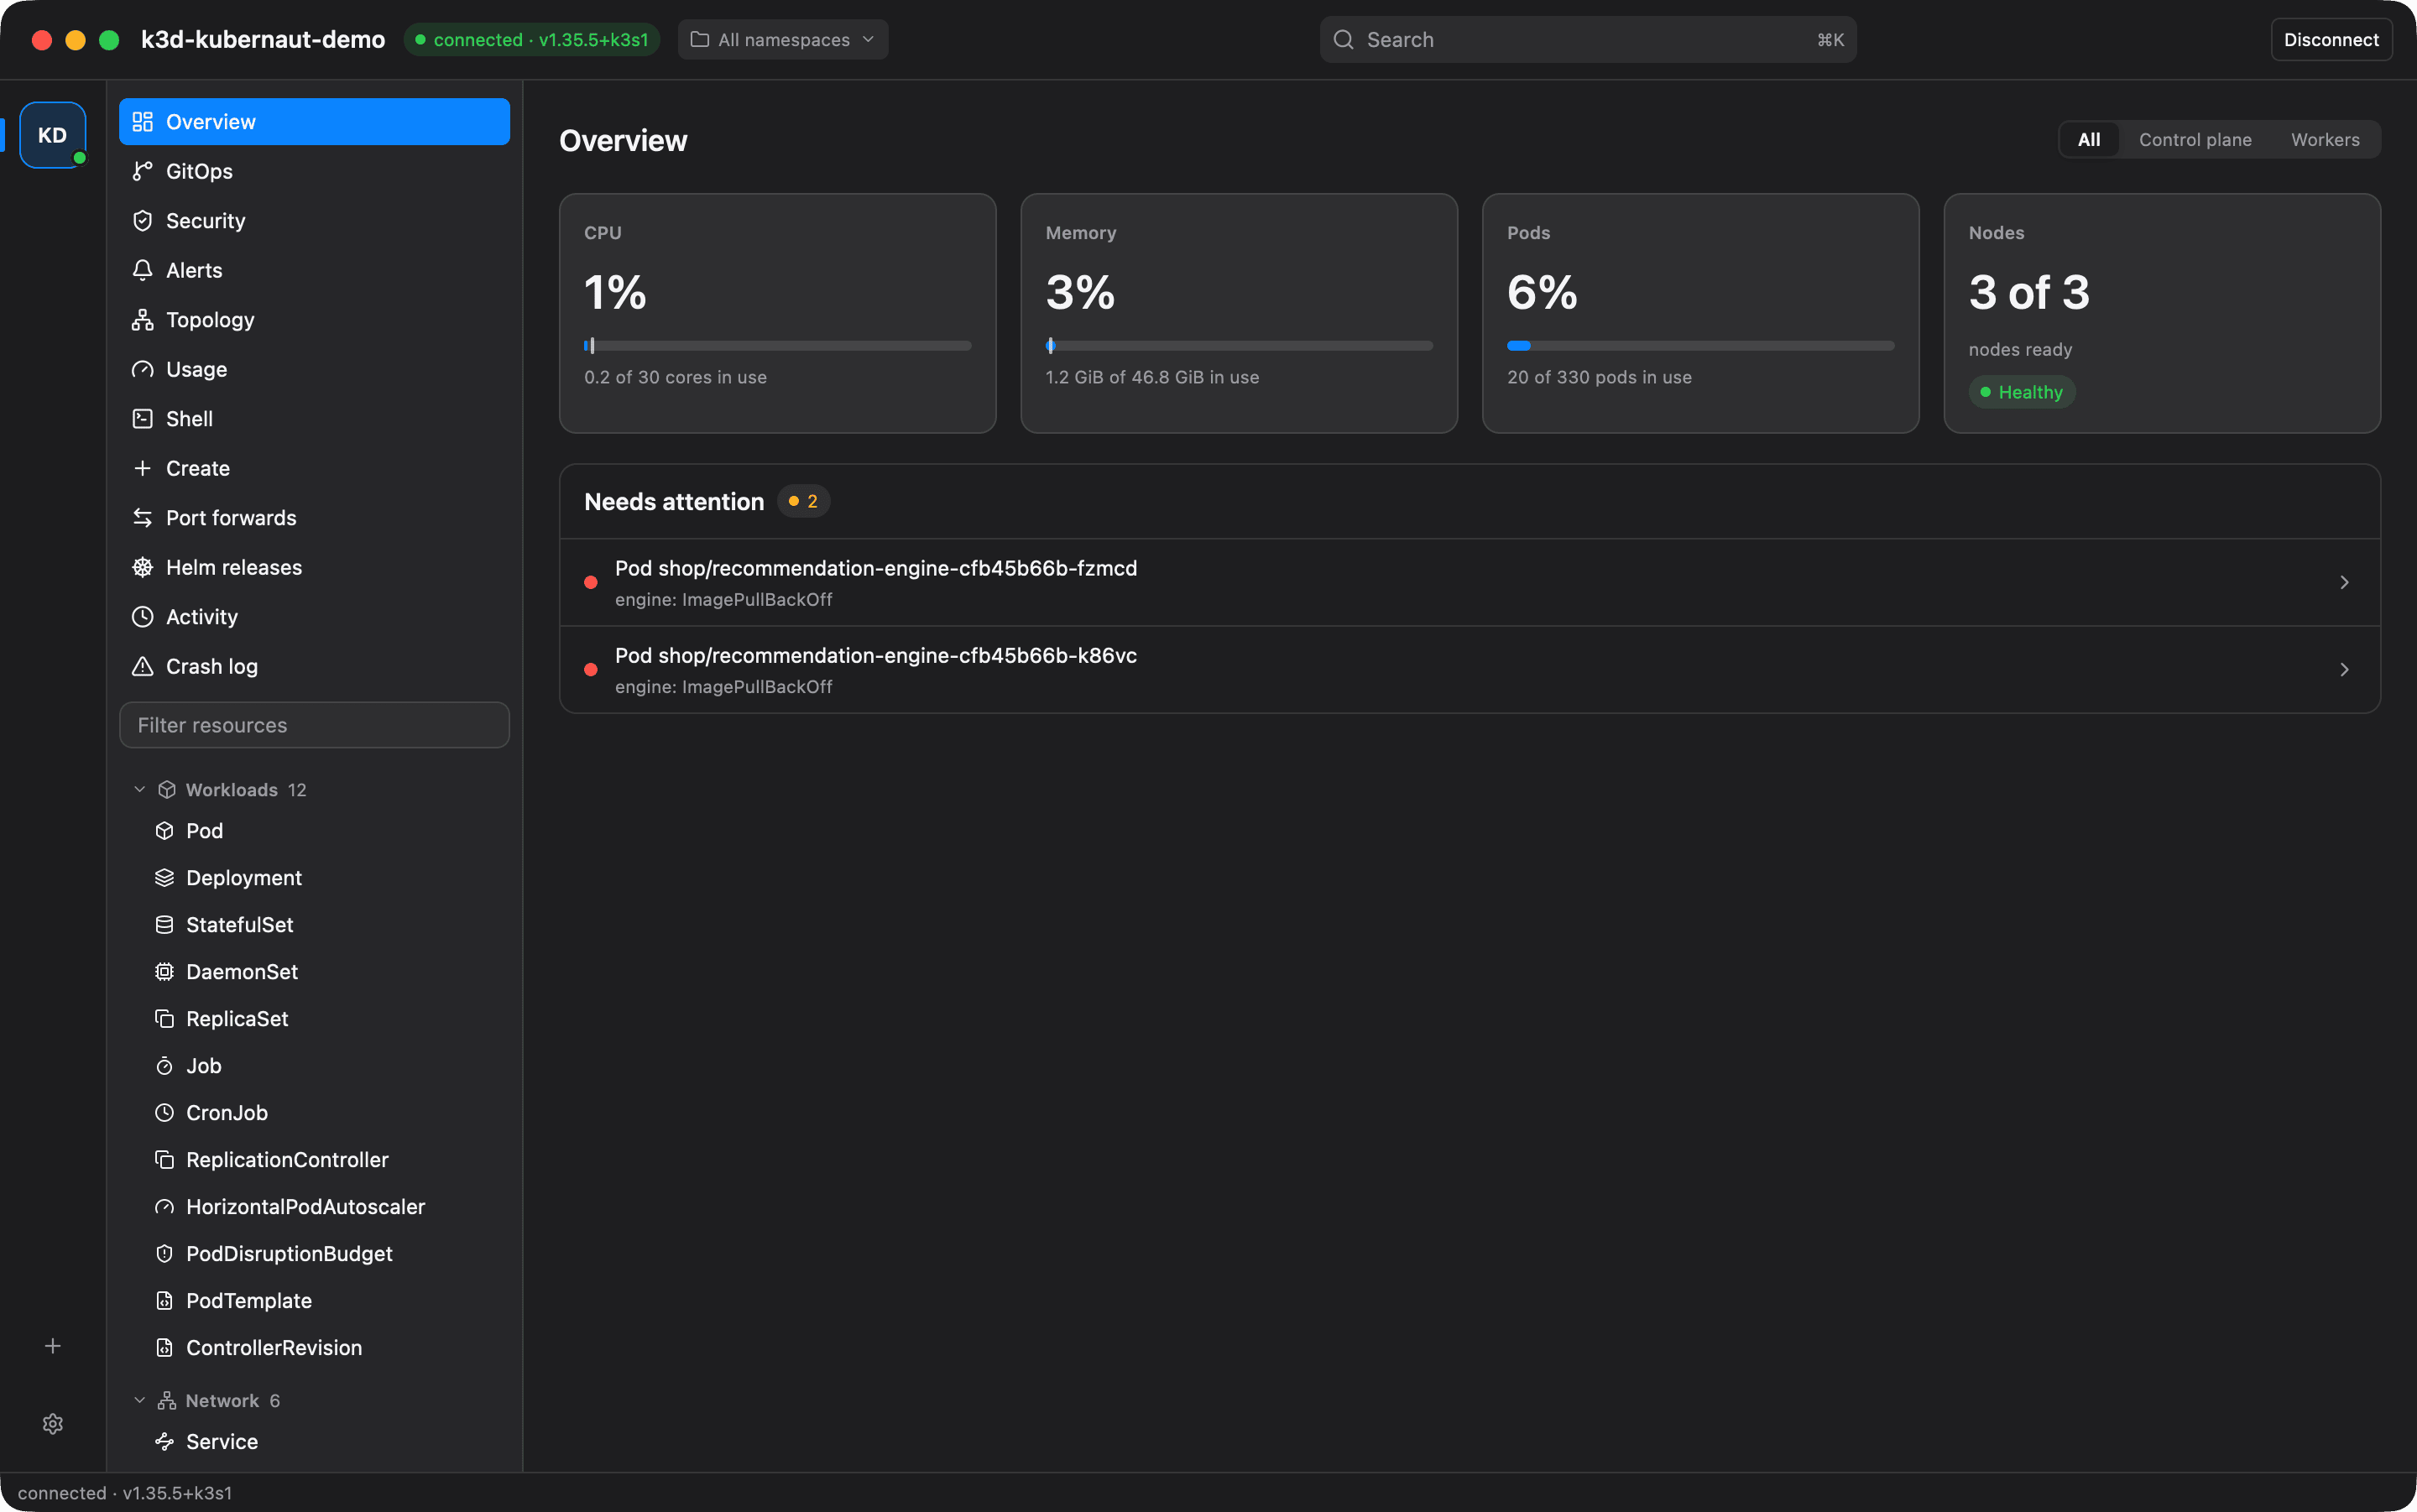 k3d-kubernaut-demo
connected · v1.35.5+k3s1
All namespaces
Search
⌘K
Disconnect
KD
Overview
GitOps
Security
Alerts
Topology
Usage
Shell
Create
Port forwards
Helm releases
Activity
Crash log
Filter resources
Workloads 12
Pod
Deployment
StatefulSet
DaemonSet
ReplicaSet
Job
CronJob
ReplicationController
HorizontalPodAutoscaler
PodDisruptionBudget
PodTemplate
ControllerRevision
Network 6
Service
Overview
All
Control plane
Workers
CPU
1%
0.2 of 30 cores in use
Memory
3%
1.2 GiB of 46.8 GiB in use
Pods
6%
20 of 330 pods in use
Nodes
3 of 3
nodes ready
Healthy
Needs attention
2
Pod shop/recommendation-engine-cfb45b66b-fzmcd
engine: ImagePullBackOff
Pod shop/recommendation-engine-cfb45b66b-k86vc
engine: ImagePullBackOff
connected · v1.35.5+k3s1